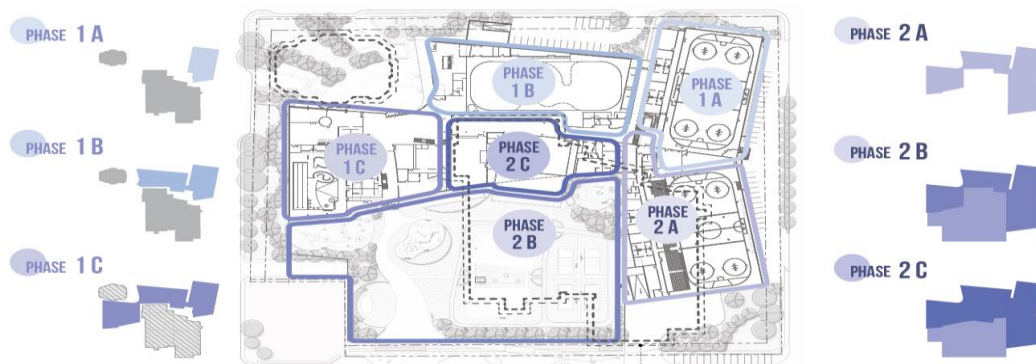 PHASE 1 A
PHASE 1 B
PHASE 1 C
PHASE
1 B
PHASE
1 A
PHASE
1 C
PHASE
2 C
PHASE
2 B
PHASE
2 A
PHASE 2 A
PHASE 2 B
PHASE 2 C